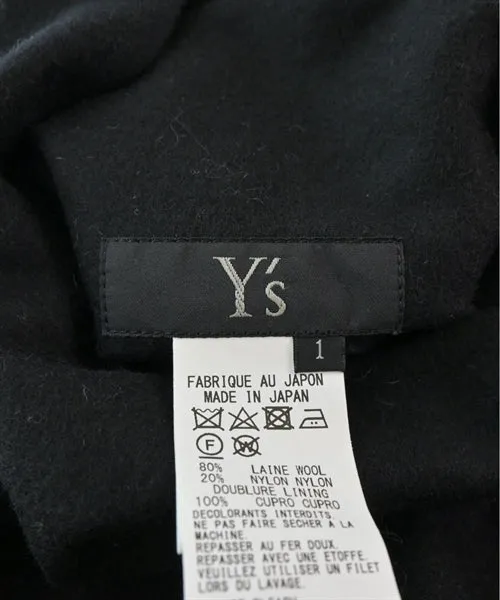 Y's
1
FABRIQUE AU JAPON
MADE IN JAPAN
F W
80% LAINE WOOL
20% NYLON NYLON
DOUBLURE LINING
100% CUPRO CUPRO
DECOLORANTS INTERDITS.
NE PAS FAIRE SECHER A LA
MACHINE.
REPASSER AU FER DOUX.
REPASSER AVEC UNE ETOFFE.
VEUILLEZ UTILISER UN FILET
LORS DU LAVAGE.